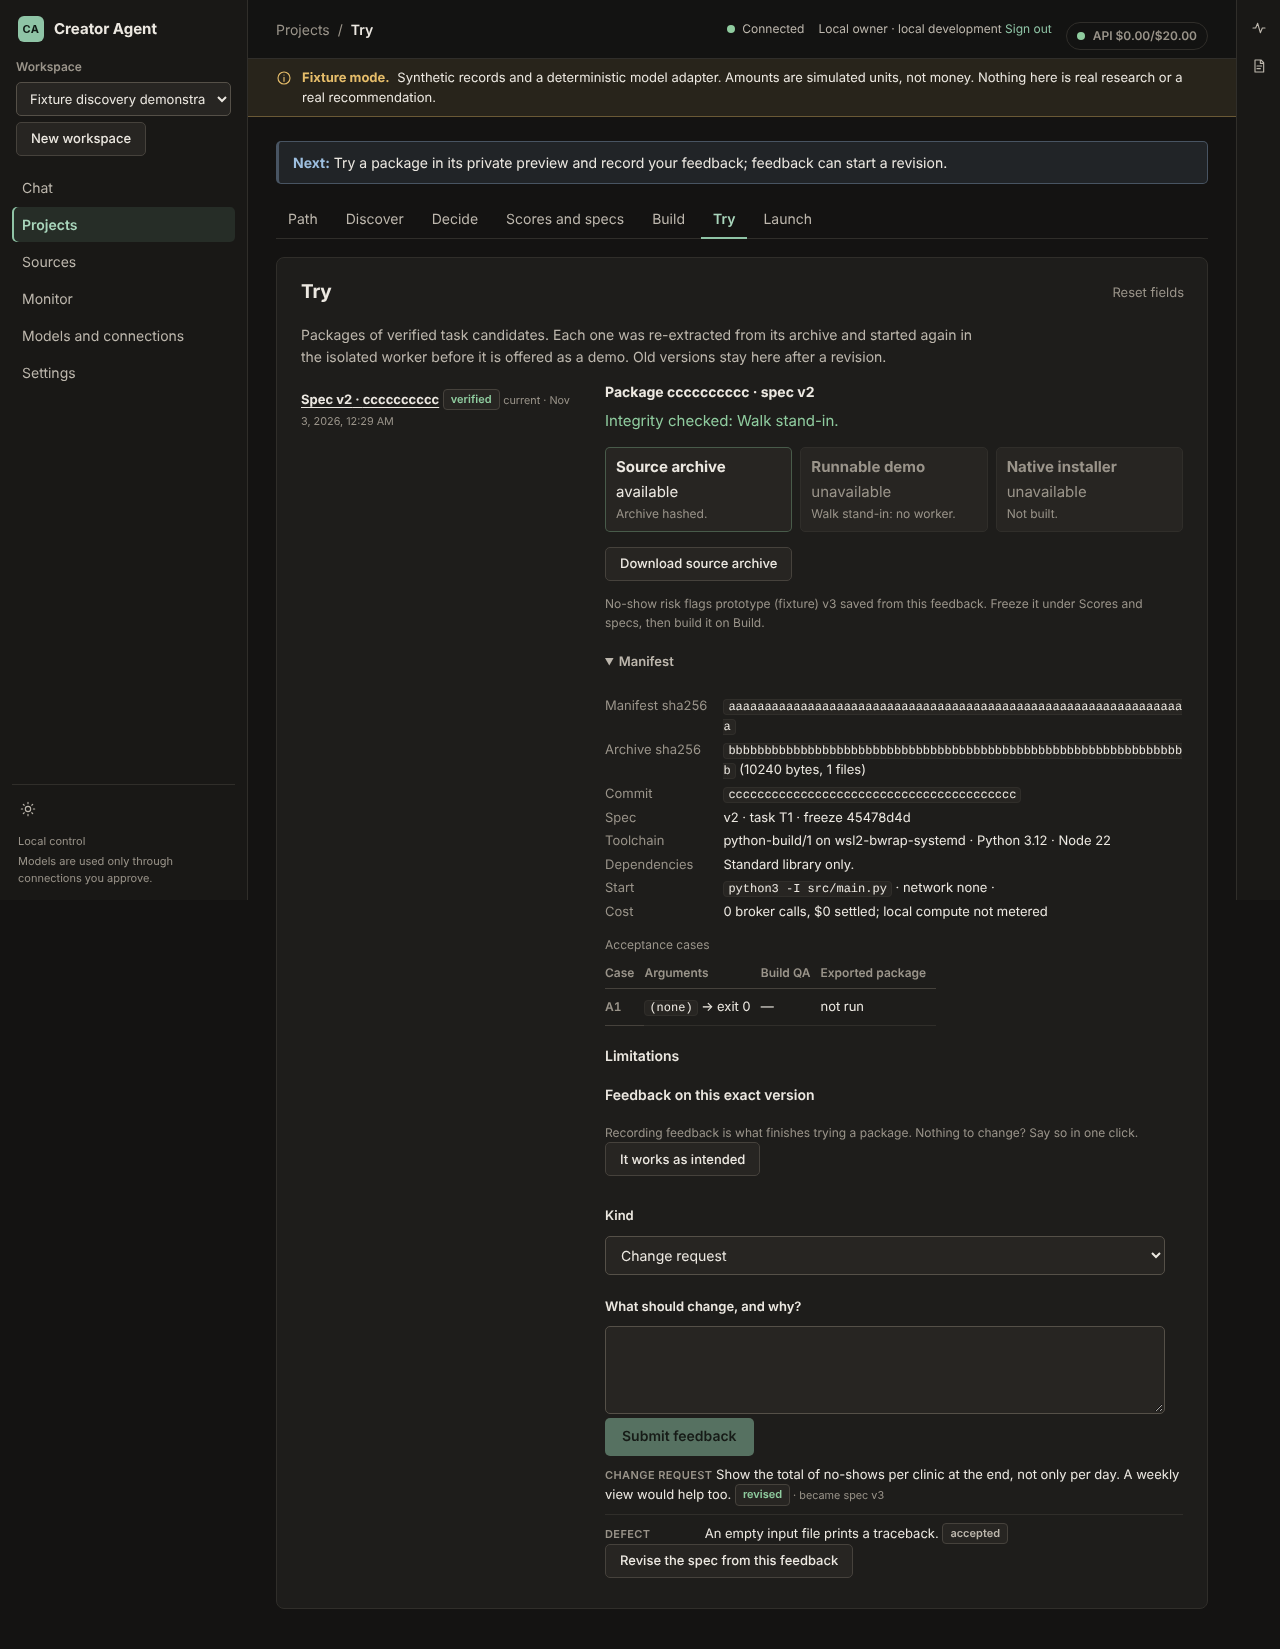 CA Creator Agent
Workspace
Fixture discovery demonstra
New workspace
Chat
Projects
Sources
Monitor
Models and connections
Settings
Local control
Models are used only through
connections you approve.
Projects / Try
Connected Local owner · local development Sign out API $0.00/$20.00
Fixture mode. Synthetic records and a deterministic model adapter. Amounts are simulated units, not money. Nothing here is real research or a
real recommendation.
Next: Try a package in its private preview and record your feedback; feedback can start a revision.
Path Discover Decide Scores and specs Build Try Launch
Try
Reset fields
Packages of verified task candidates. Each one was re-extracted from its archive and started again in
the isolated worker before it is offered as a demo. Old versions stay here after a revision.
Spec v2 · cccccccccc verified current · Nov
3, 2026, 12:29 AM
Package cccccccccc · spec v2
Integrity checked: Walk stand-in.
Source archive
available
Archive hashed.
Runnable demo
unavailable
Walk stand-in: no worker.
Native installer
unavailable
Not built.
Download source archive
No-show risk flags prototype (fixture) v3 saved from this feedback. Freeze it under Scores and
specs, then build it on Build.
▼ Manifest
Manifest sha256 aaaaaaaaaaaaaaaaaaaaaaaaaaaaaaaaaaaaaaaaaaaaaaaaaaaaaaaaaaaaaaa
a
Archive sha256 bbbbbbbbbbbbbbbbbbbbbbbbbbbbbbbbbbbbbbbbbbbbbbbbbbbbbbbbbbbbbbb
b (10240 bytes, 1 files)
Commit cccccccccccccccccccccccccccccccccccccccc
Spec v2 · task T1 · freeze 45478d4d
Toolchain python-build/1 on wsl2-bwrap-systemd · Python 3.12 · Node 22
Dependencies Standard library only.
Start python3 -I src/main.py · network none ·
Cost 0 broker calls, $0 settled; local compute not metered
Acceptance cases
Case Arguments Build QA Exported package
A1 (none) → exit 0 — not run
Limitations
Feedback on this exact version
Recording feedback is what finishes trying a package. Nothing to change? Say so in one click.
It works as intended
Kind
Change request
What should change, and why?
Submit feedback
CHANGE REQUEST Show the total of no-shows per clinic at the end, not only per day. A weekly
view would help too. revised · became spec v3
DEFECT An empty input file prints a traceback. accepted
Revise the spec from this feedback